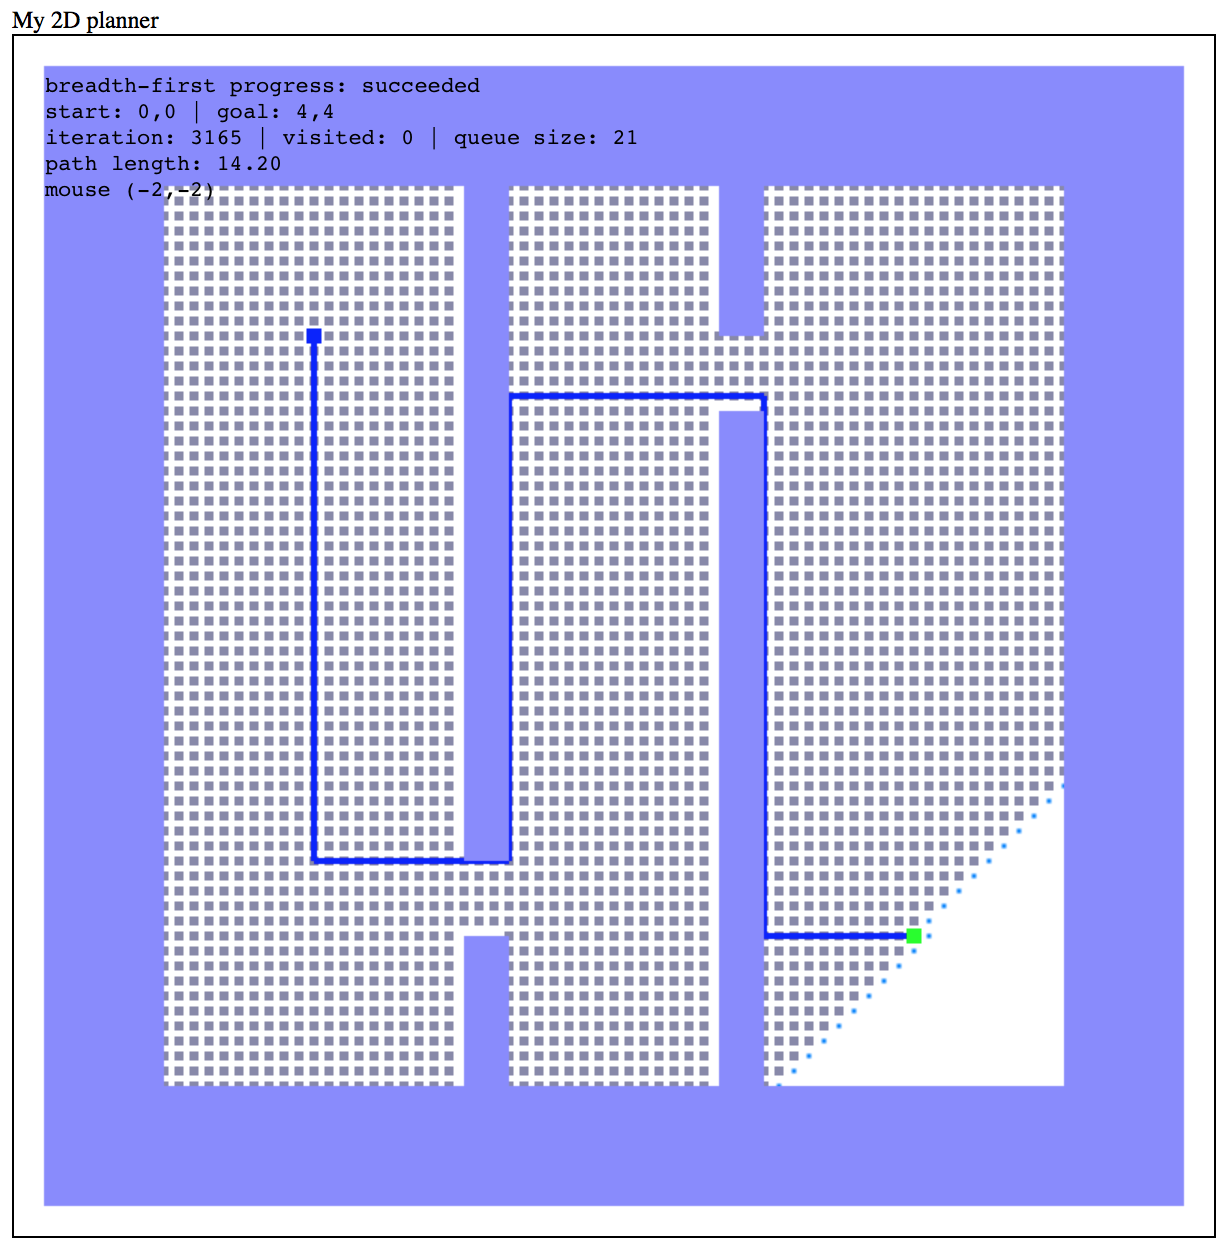 My 2D planner
breadth-first progress: succeeded
start: 0,0 | goal: 4,4
iteration: 3165 | visited: 0 | queue size: 21
path length: 14.20
mouse (-2,-2)